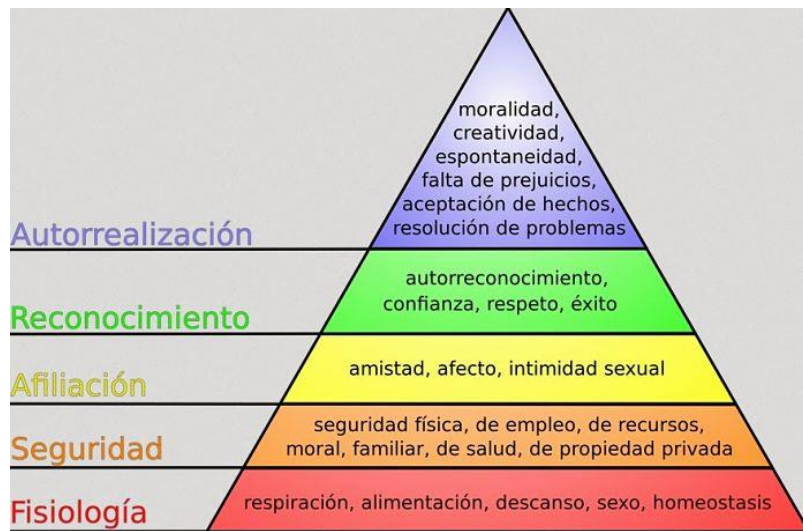 moralidad,
creatividad,
espontaneidad,
falta de prejuicios,
aceptación de hechos,
resolución de problemas
Autorrealización
autorreconocimiento,
confianza, respeto, éxito
Reconocimiento
amistad, afecto, intimidad sexual
Afiliación
seguridad física, de empleo, de recursos,
moral, familiar, de salud, de propiedad privada
Seguridad
respiración, alimentación, descanso, sexo, homeostasis
Fisiología